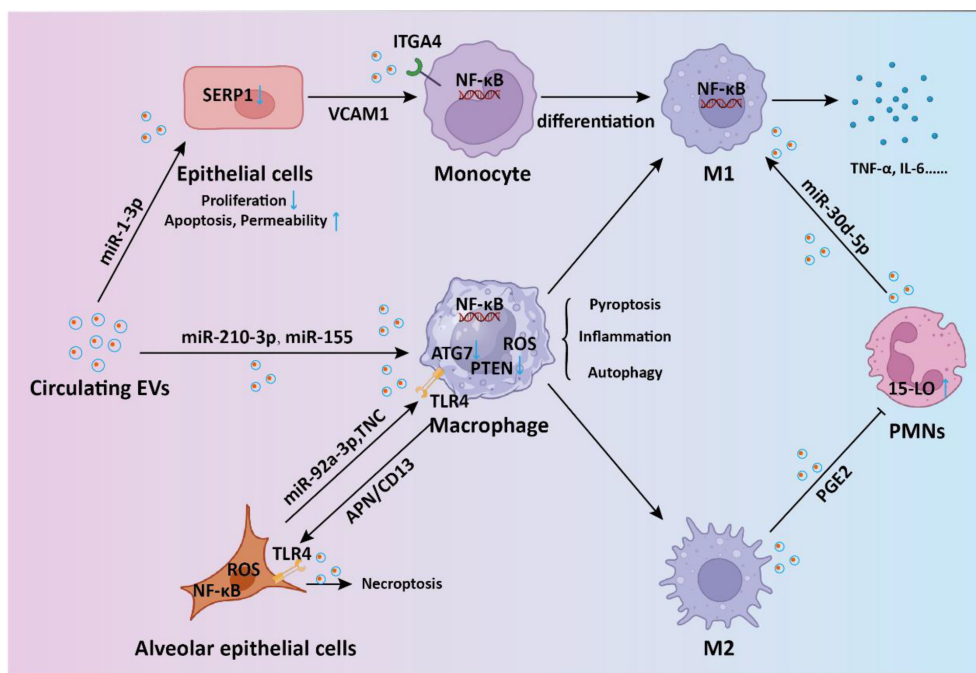 ITGA4
SERP1
NF-κB
NF-κB
VCAM1
differentiation
TNF-α, IL-6......
Epithelial cells
Monocyte
M1
Proliferation
Apoptosis, Permeability
miR-1-3p
miR-30d-5p
NF-κB
Pyroptosis
miR-210-3p, miR-155
ROS
Inflammation
ATG7
PTEN
Autophagy
Circulating EVs
TLR4
15-LO
Macrophage
PMNs
miR-92a-3p,TNC
APN/CD13
PGE2
TLR4
ROS
NF-κB
Necroptosis
Alveolar epithelial cells
M2